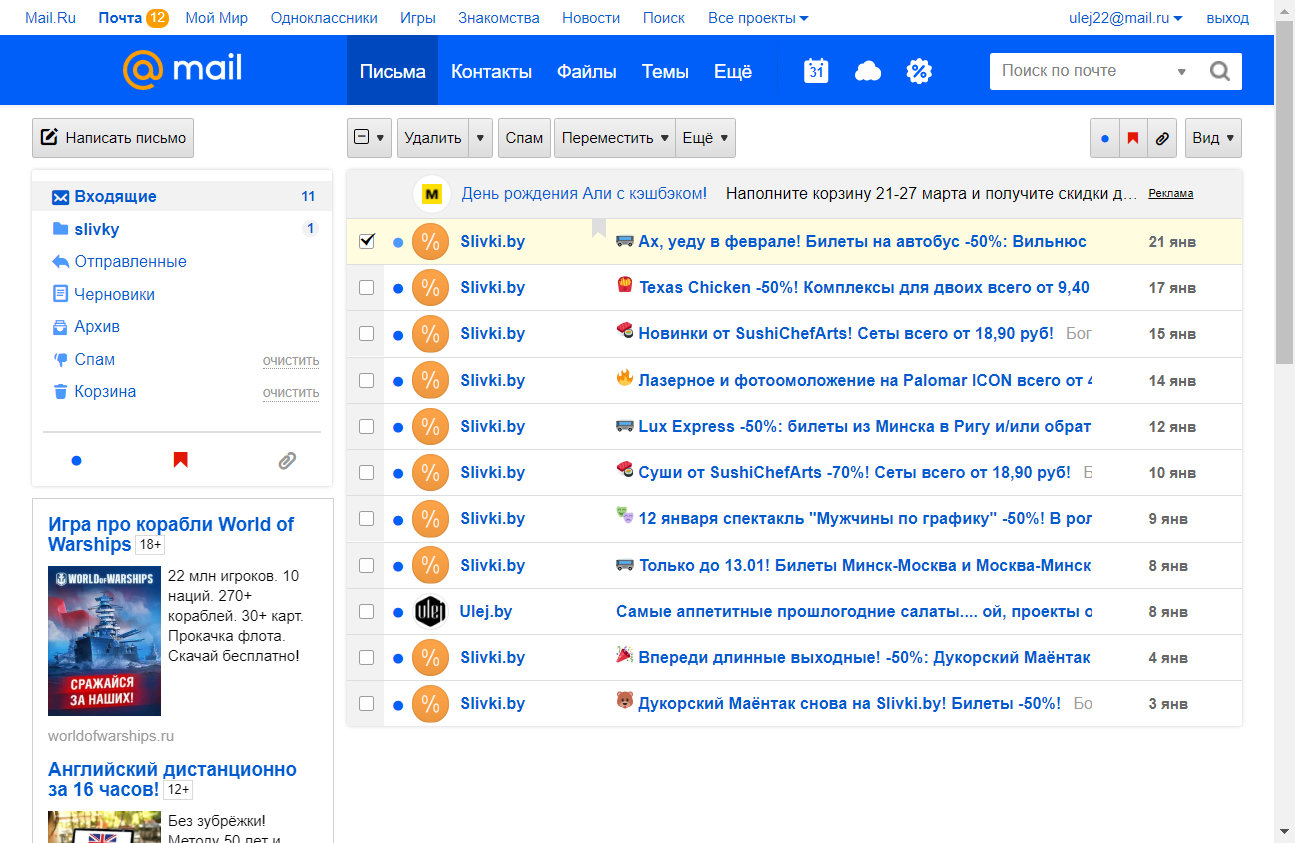 Mail.Ru Почта 12 Мой Мир Одноклассники Игры Знакомства Новости Поиск Все проекты ulej22@mail.ru выход
@mail Письма Контакты Файлы Темы Ещё 31 % Поиск по почте
Написать письмо Удалить Спам Переместить Ещё Вид
Входящие 11
slivky 1
Отправленные
Черновики
Архив
Спам очистить
Корзина очистить
M День рождения Али с кэшбэком! Наполните корзину 21-27 марта и получите скидки д… Реклама
% Slivki.by Ах, уеду в феврале! Билеты на автобус -50%: Вильнюс 21 янв
% Slivki.by Texas Chicken -50%! Комплексы для двоих всего от 9,40 17 янв
% Slivki.by Новинки от SushiChefArts! Сеты всего от 18,90 руб! Бог 15 янв
% Slivki.by Лазерное и фотоомоложение на Palomar ICON всего от 4 14 янв
% Slivki.by Lux Express -50%: билеты из Минска в Ригу и/или обрат 12 янв
% Slivki.by Суши от SushiChefArts -70%! Сеты всего от 18,90 руб! Б 10 янв
% Slivki.by 12 января спектакль "Мужчины по графику" -50%! В рол 9 янв
% Slivki.by Только до 13.01! Билеты Минск-Москва и Москва-Минск 8 янв
ulej Ulej.by Самые аппетитные прошлогодние салаты.... ой, проекты о 8 янв
% Slivki.by Впереди длинные выходные! -50%: Дукорский Маёнтак 4 янв
% Slivki.by Дукорский Маёнтак снова на Slivki.by! Билеты -50%! Бо 3 янв
Игра про корабли World of
Warships 18+
WORLD OF WARSHIPS
СРАЖАЙСЯ
ЗА НАШИХ!
22 млн игроков. 10
наций. 270+
кораблей. 30+ карт.
Прокачка флота.
Скачай бесплатно!
worldofwarships.ru
Английский дистанционно
за 16 часов! 12+
Без зубрёжки!
Методу 50 лет и